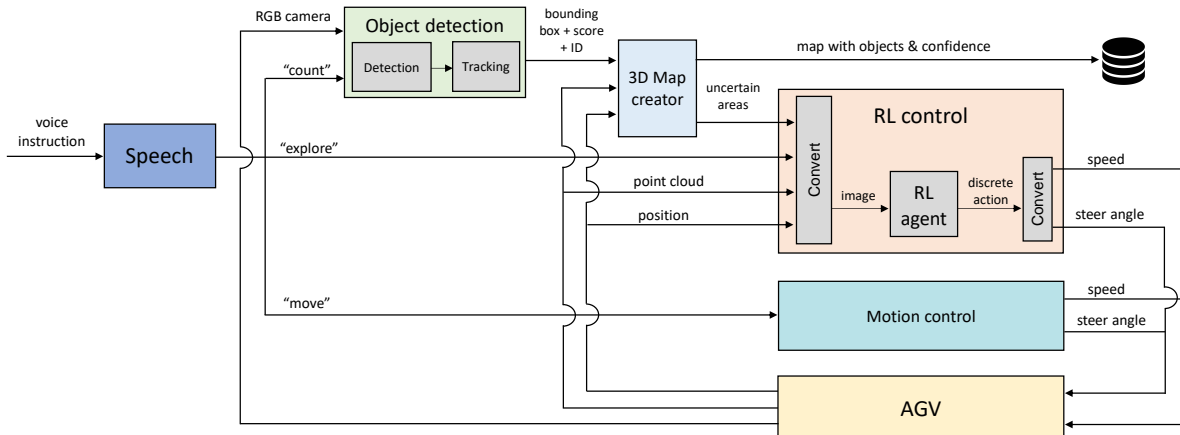 RGB camera
Object detection
Detection
Tracking
"count"
bounding
box + score
+ ID
3D Map
creator
map with objects & confidence
uncertain
areas
voice
instruction
Speech
"explore"
point cloud
position
RL control
Convert
image
RL
agent
discrete
action
Convert
speed
steer angle
"move"
Motion control
speed
steer angle
AGV